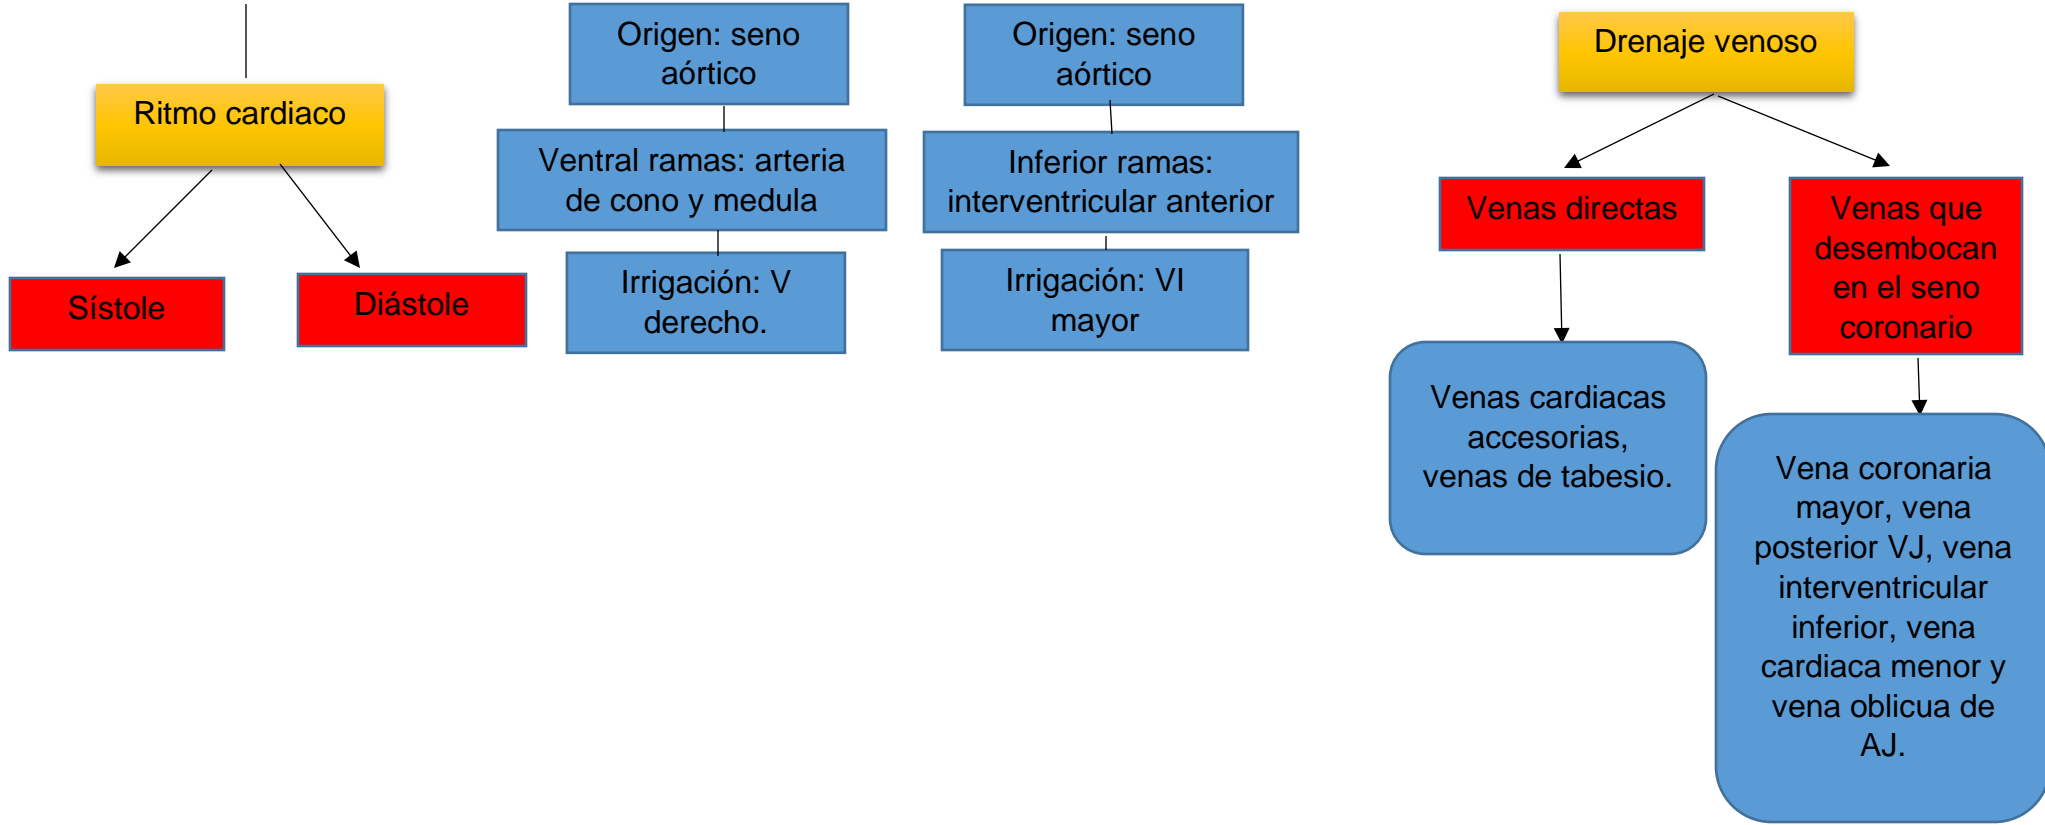 Ritmo cardiaco
Sístole
Diástole
Origen: seno
aórtico
Ventral ramas: arteria
de cono y medula
Irrigación: V
derecho.
Origen: seno
aórtico
Inferior ramas:
interventricular anterior
Irrigación: VI
mayor
Drenaje venoso
Venas directas
Venas cardiacas
accesorias,
venas de tabesio.
Venas que
desembocan
en el seno
coronario
Vena coronaria
mayor, vena
posterior VJ, vena
interventricular
inferior, vena
cardiaca menor y
vena oblicua de
AJ.